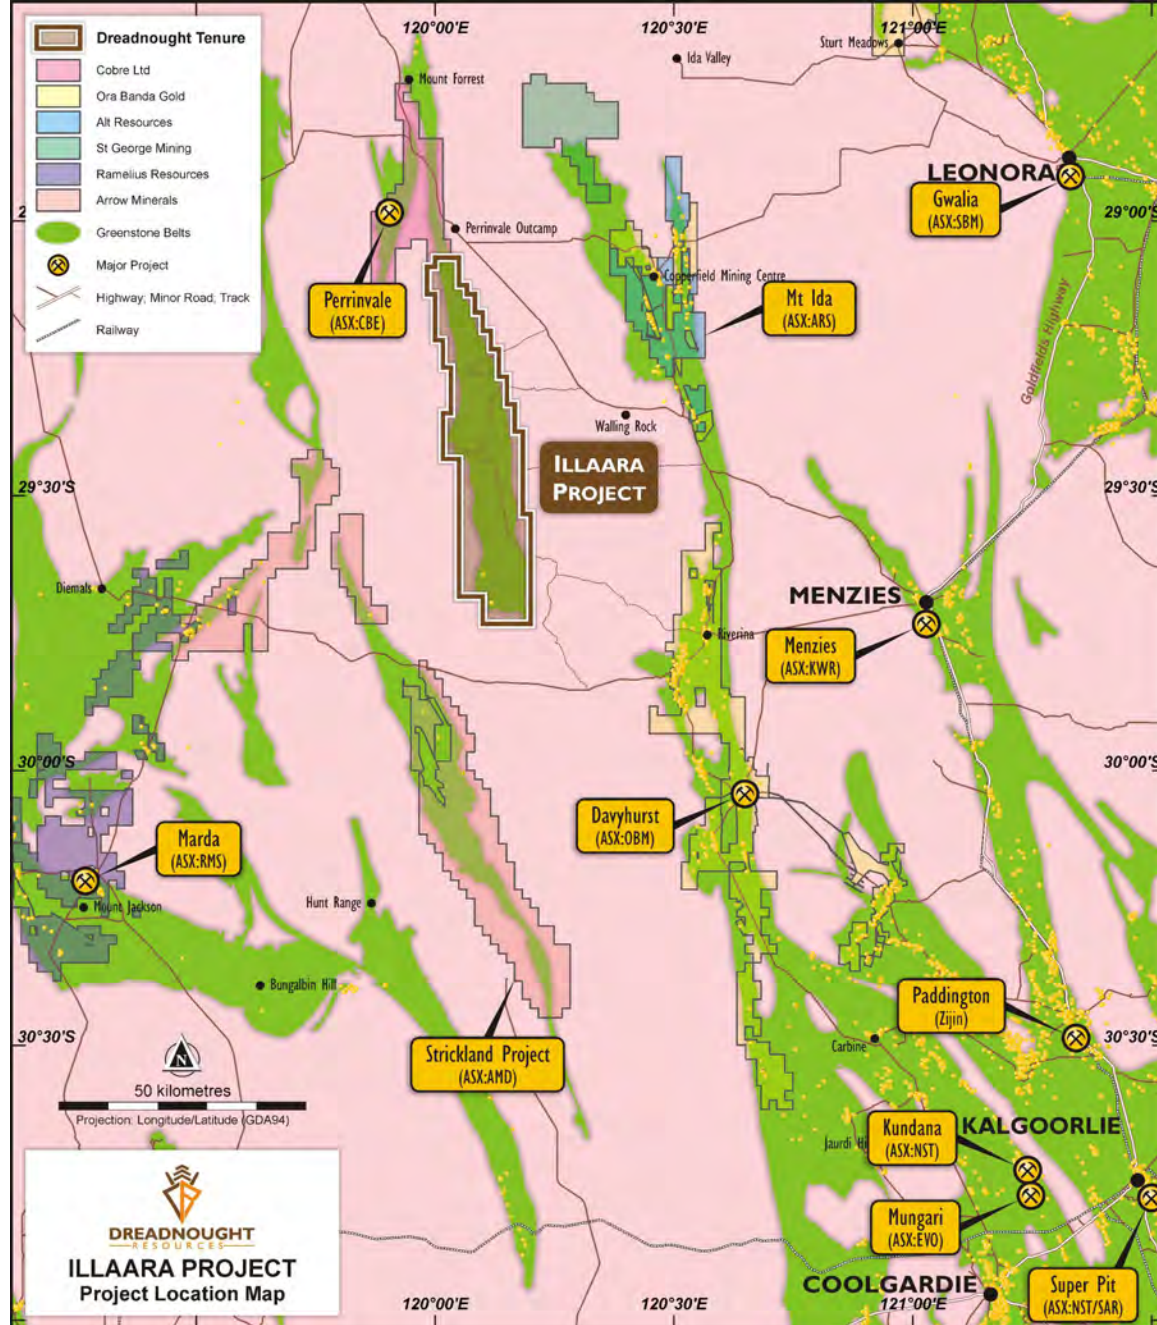 120°00'E
120°30'E
121°00'E
Dreadnought Tenure
Cobre Ltd
Ora Banda Gold
Alt Resources
St George Mining
Ramelius Resources
Arrow Minerals
Greenstone Belts
Major Project
Highway; Minor Road; Track
Railway
Mount Forrest
Ida Valley
Sturt Meadows
LEONORA
Gwalia
(ASX:SBM)
29°00'S
Perrinvale Outcamp
Perrinvale
(ASX:CBE)
Copperfield Mining Centre
Mt Ida
(ASX:ARS)
Goldfields Highway
Walling Rock
ILLAARA
PROJECT
29°30'S
29°30'S
Diemals
MENZIES
Menzies
(ASX:KWR)
Riverina
30°00'S
30°00'S
Davyhurst
(ASX:OBM)
Marda
(ASX:RMS)
Mount Jackson
Hunt Range
Bungalbin Hill
Paddington
(Zijin)
30°30'S
30°30'S
Carbine
Strickland Project
(ASX:AMD)
N
50 kilometres
Projection: Longitude/Latitude (GDA94)
KALGOORLIE
Kundana
(ASX:NST)
Jaurdi
Mungari
(ASX:EVO)
DREADNOUGHT
RESOURCES
ILLAARA PROJECT
Project Location Map
COOLGARDIE
Super Pit
(ASX:NST/SAR)
120°00'E
120°30'E
121°00'E